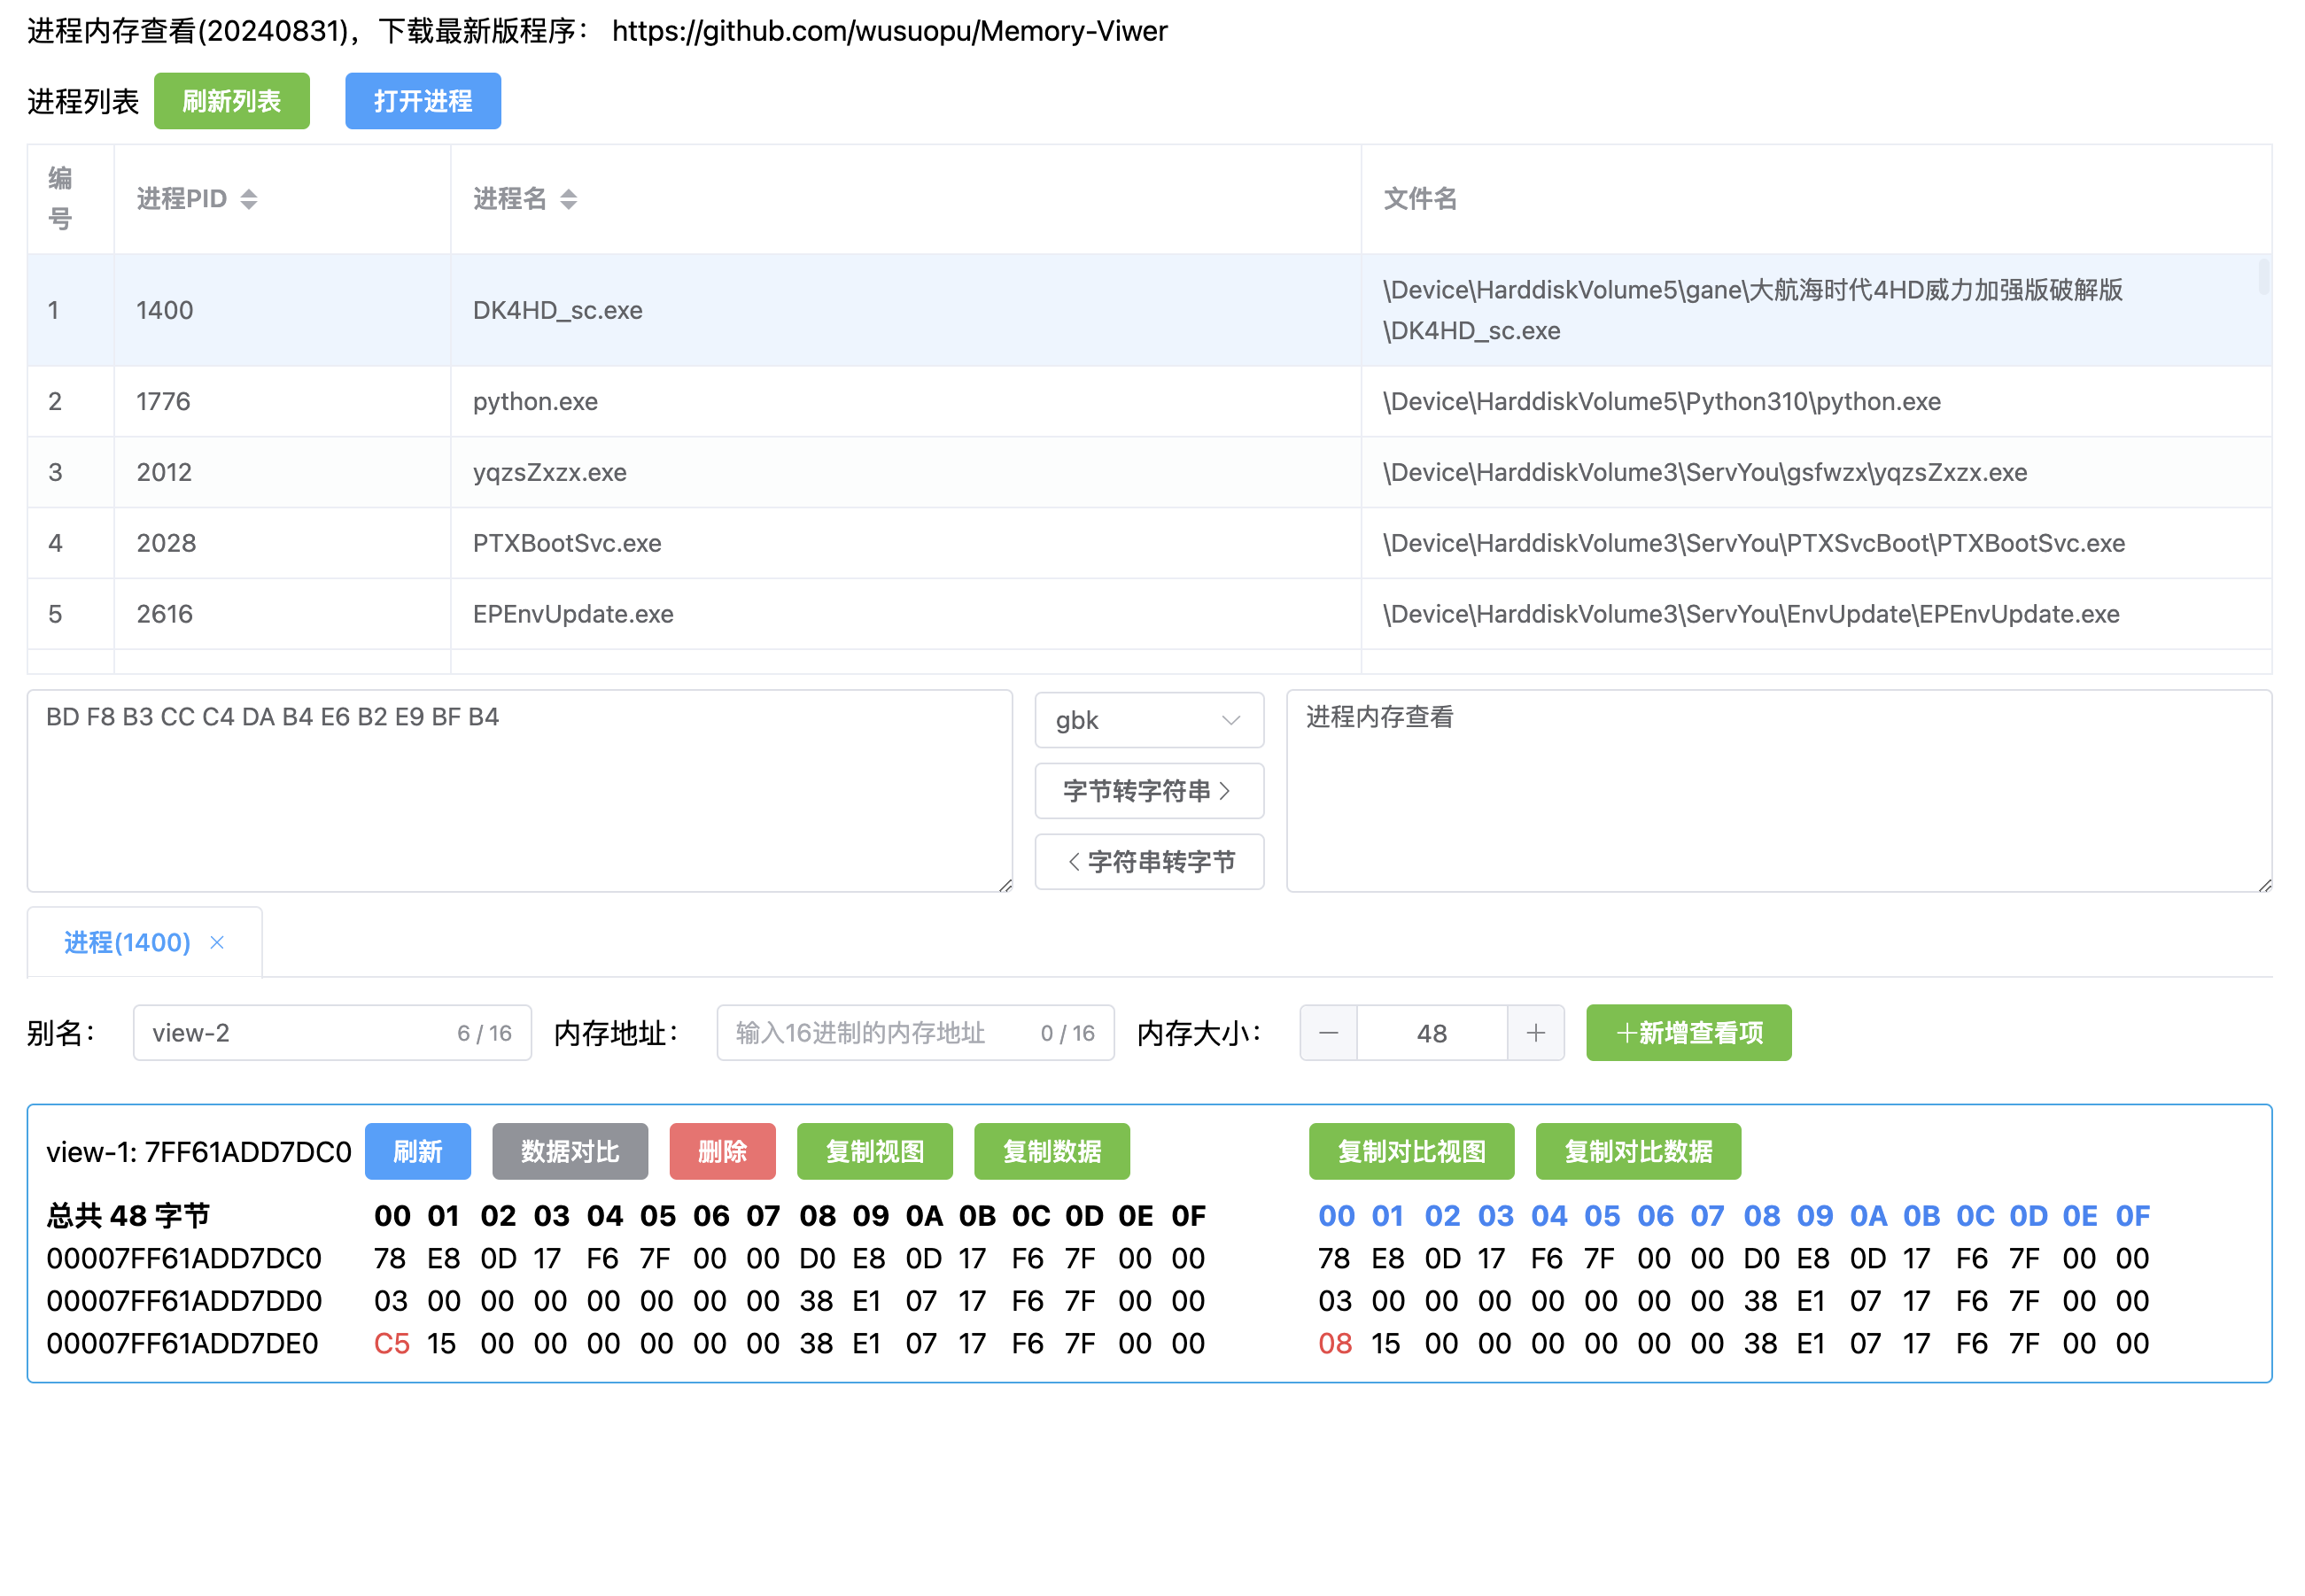 进程内存查看(20240831)，下载最新版程序： https://github.com/wusuopu/Memory-Viwer
进程列表 刷新列表 打开进程
编号 进程PID 进程名 文件名
1 1400 DK4HD_sc.exe \Device\HarddiskVolume5\gane\大航海时代4HD威力加强版破解版
\DK4HD_sc.exe
2 1776 python.exe \Device\HarddiskVolume5\Python310\python.exe
3 2012 yqzsZxzx.exe \Device\HarddiskVolume3\ServYou\gsfwzx\yqzsZxzx.exe
4 2028 PTXBootSvc.exe \Device\HarddiskVolume3\ServYou\PTXSvcBoot\PTXBootSvc.exe
5 2616 EPEnvUpdate.exe \Device\HarddiskVolume3\ServYou\EnvUpdate\EPEnvUpdate.exe
BD F8 B3 CC C4 DA B4 E6 B2 E9 BF B4 gbk 进程内存查看
字节转字符串
字符串转字节
进程(1400)
别名： view-2 6 / 16 内存地址： 输入16进制的内存地址 0 / 16 内存大小： 48 新增查看项
view-1: 7FF61ADD7DC0 刷新 数据对比 删除 复制视图 复制数据 复制对比视图 复制对比数据
总共 48 字节 00 01 02 03 04 05 06 07 08 09 0A 0B 0C 0D 0E 0F 00 01 02 03 04 05 06 07 08 09 0A 0B 0C 0D 0E 0F
00007FF61ADD7DC0 78 E8 0D 17 F6 7F 00 00 D0 E8 0D 17 F6 7F 00 00 78 E8 0D 17 F6 7F 00 00 D0 E8 0D 17 F6 7F 00 00
00007FF61ADD7DD0 03 00 00 00 00 00 00 00 38 E1 07 17 F6 7F 00 00 03 00 00 00 00 00 00 00 38 E1 07 17 F6 7F 00 00
00007FF61ADD7DE0 C5 15 00 00 00 00 00 00 38 E1 07 17 F6 7F 00 00 08 15 00 00 00 00 00 00 38 E1 07 17 F6 7F 00 00